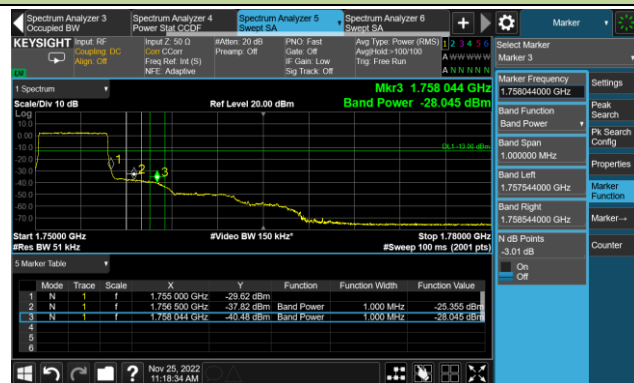 Spectrum Analyzer 3
Occupied BW
Spectrum Analyzer 4
Power Stat CCDF
Spectrum Analyzer 5
Swept SA
Spectrum Analyzer 6
Swept SA
+
Marker
KEYSIGHT
Input: RF
Coupling: DC
Align: Off
Input Z: 50 Ω
Corr CCorr
Freq Ref: Int (S)
NFE: Adaptive
#Atten: 20 dB
Preamp: Off
PNO: Fast
Gate: Off
IF Gain: Low
Sig Track: Off
Avg Type: Power (RMS)
Avg|Hold:>100/100
Trig: Free Run
1 2 3 4 5 6
A W W W W W
A N N N N N
Select Marker
Marker 3
1 Spectrum
Mkr3 1.758 044 GHz
Scale/Div 10 dB
Ref Level 20.00 dBm
Band Power -28.045 dBm
Log
10.0
0.00
-10.0
-20.0
-30.0
-40.0
-50.0
-60.0
-70.0
DL1 -13.00 dBm
1
2
3
Start 1.75000 GHz
#Video BW 150 kHz*
Stop 1.78000 GHz
#Res BW 51 kHz
#Sweep 100 ms (2001 pts)
5 Marker Table
Mode Trace Scale X Y Function Function Width Function Value
1 N 1 f 1.755 000 GHz -29.62 dBm
2 N 1 f 1.756 500 GHz -37.82 dBm Band Power 1.000 MHz -25.355 dBm
3 N 1 f 1.758 044 GHz -40.48 dBm Band Power 1.000 MHz -28.045 dBm
4
5
6
Marker Frequency
1.758044000 GHz
Band Function
Band Power
Band Span
1.000000 MHz
Band Left
1.757544000 GHz
Band Right
1.758544000 GHz
N dB Points
-3.01 dB
On
Off
Settings
Peak
Search
Pk Search
Config
Properties
Marker
Function
Marker→
Counter
?
Nov 25, 2022
11:18:34 AM